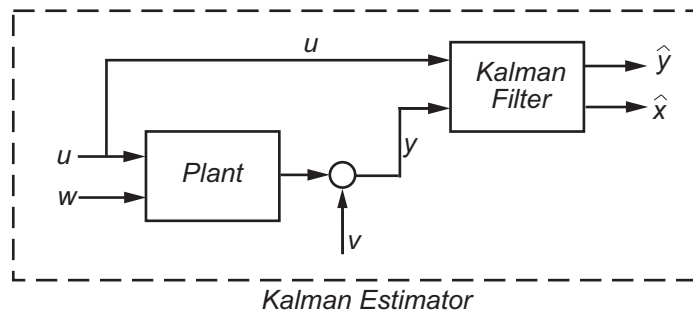 u
Kalman
Filter
ŷ
x̂
y
u
Plant
w
v
Kalman Estimator